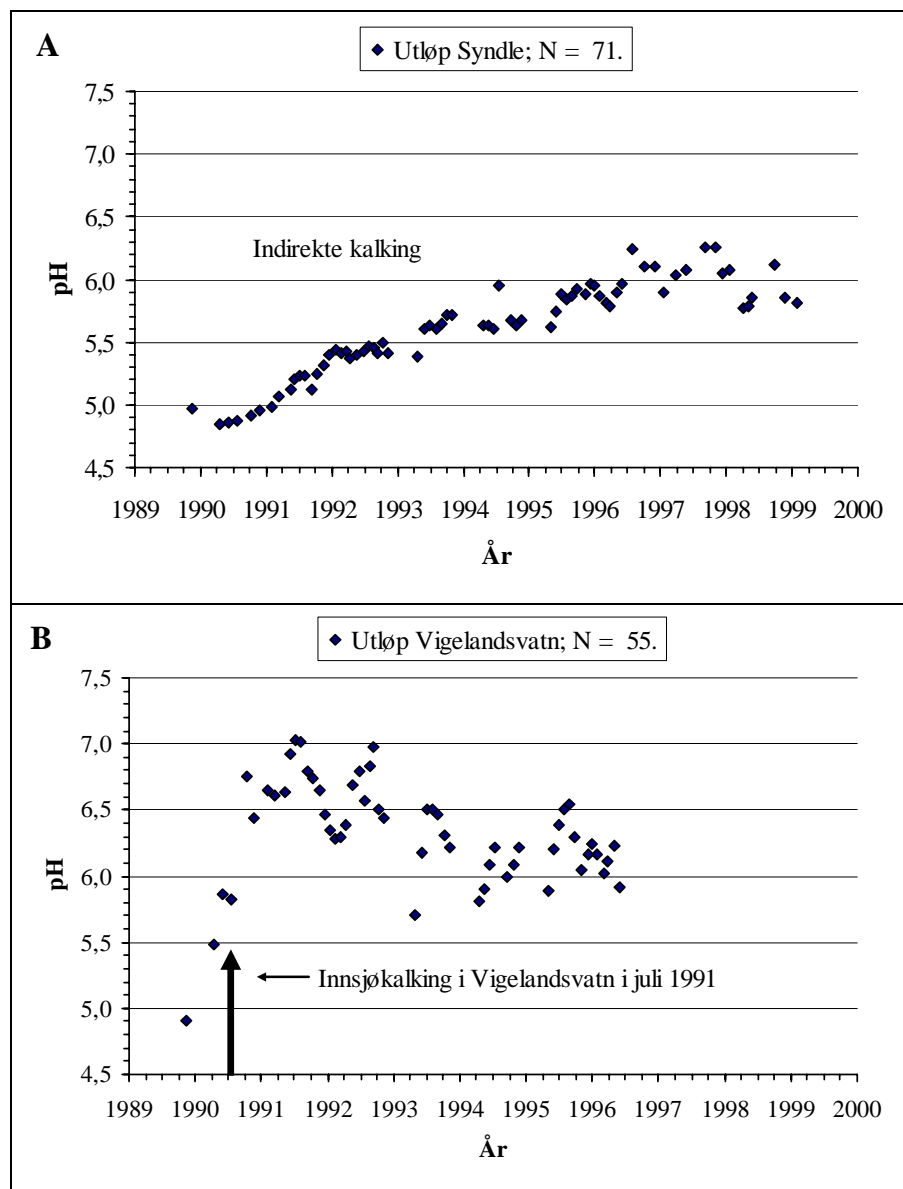 A
Utløp Syndle; N = 71.
7,5
7,0
6,5
6,0
5,5
5,0
4,5
pH
Indirekte kalking
1989 1990 1991 1992 1993 1994 1995 1996 1997 1998 1999 2000
År
B
Utløp Vigelandsvatn; N = 55.
7,5
7,0
6,5
6,0
5,5
5,0
4,5
pH
Innsjøkalking i Vigelandsvatn i juli 1991
1989 1990 1991 1992 1993 1994 1995 1996 1997 1998 1999 2000
År